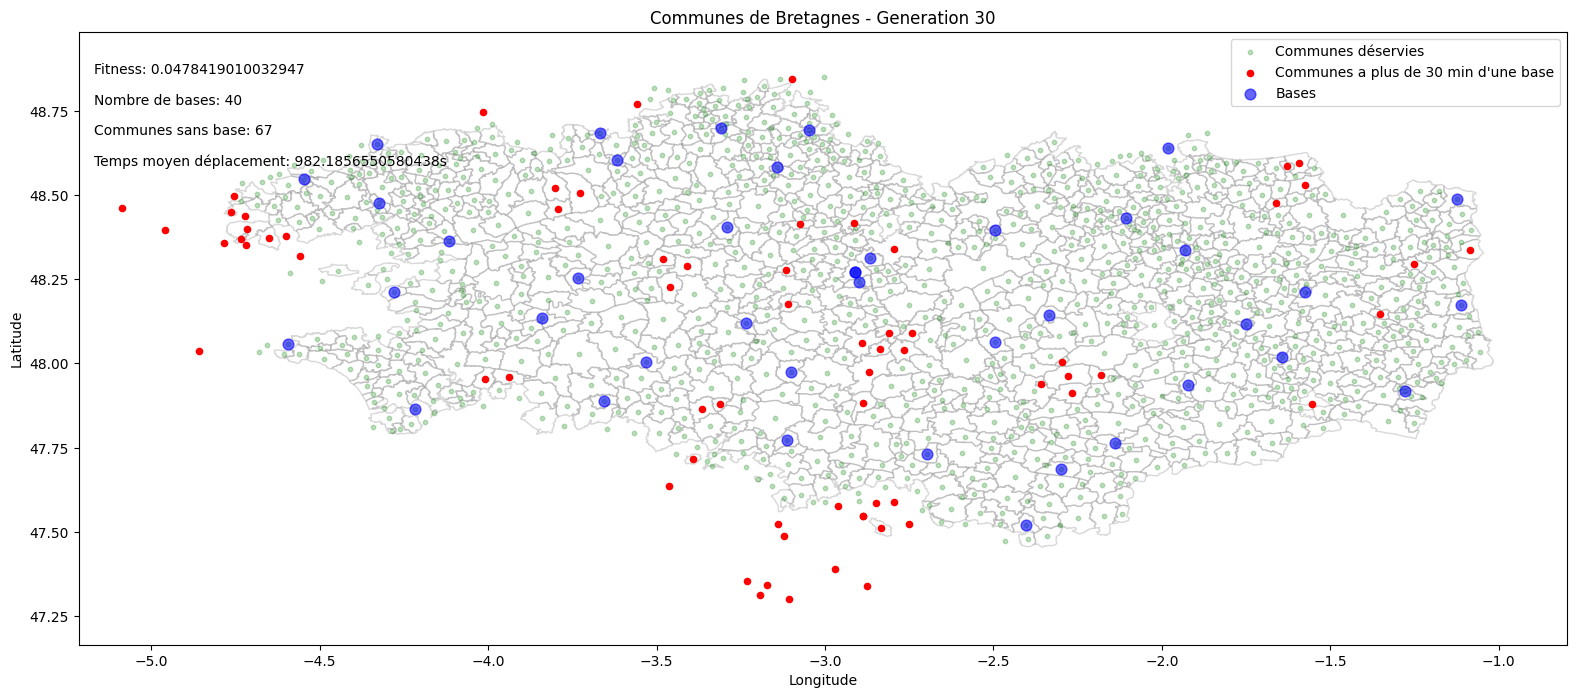 Communes de Bretagnes - Generation 30
Fitness: 0.0478419010032947
Nombre de bases: 40
Communes sans base: 67
Temps moyen déplacement: 982.1856550580438s
Communes déservies
Communes a plus de 30 min d'une base
Bases
Latitude
48.75
48.50
48.25
48.00
47.75
47.50
47.25
−5.0 −4.5 −4.0 −3.5 −3.0 −2.5 −2.0 −1.5 −1.0
Longitude